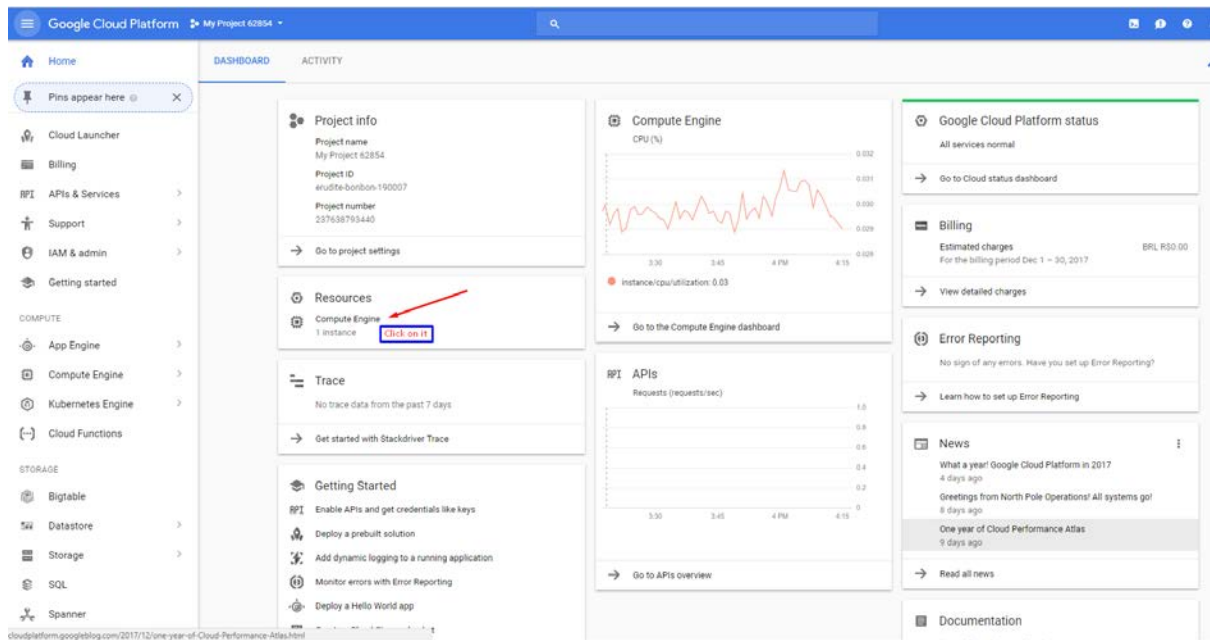 Google Cloud Platform
My Project 62854
Home
Pins appear here
Cloud Launcher
Billing
API APIs & Services
Support
IAM & admin
Getting started
COMPUTE
App Engine
Compute Engine
Kubernetes Engine
Cloud Functions
STORAGE
Bigtable
Datastore
Storage
SQL
Spanner
DASHBOARD
ACTIVITY
Project info
Project name
My Project 62854
Project ID
erudite-bonbon-190007
Project number
237638793440
Go to project settings
Resources
Compute Engine
1 instance
Click on it
Trace
No trace data from the past 7 days
Get started with Stackdriver Trace
Getting Started
API Enable APIs and get credentials like keys
Deploy a prebuilt solution
Add dynamic logging to a running application
Monitor errors with Error Reporting
Deploy a Hello World app
Compute Engine
CPU (%)
0.032
0.031
0.030
0.029
0.028
3:30 3:45 4 PM 4:15
instance/cpu/utilization: 0.03
Go to the Compute Engine dashboard
API APIs
Requests (requests/sec)
1.0
0.8
0.6
0.4
0.2
0
3:30 3:45 4 PM 4:15
Go to APIs overview
Google Cloud Platform status
All services normal
Go to Cloud status dashboard
Billing
Estimated charges BRL R$0.00
For the billing period Dec 1 – 30, 2017
View detailed charges
Error Reporting
No sign of any errors. Have you set up Error Reporting?
Learn how to set up Error Reporting
News
What a year! Google Cloud Platform in 2017
4 days ago
Greetings from North Pole Operations! All systems go!
8 days ago
One year of Cloud Performance Atlas
9 days ago
Read all news
Documentation
cloudplatform.googleblog.com/2017/12/one-year-of-Cloud-Performance-Atlas.html